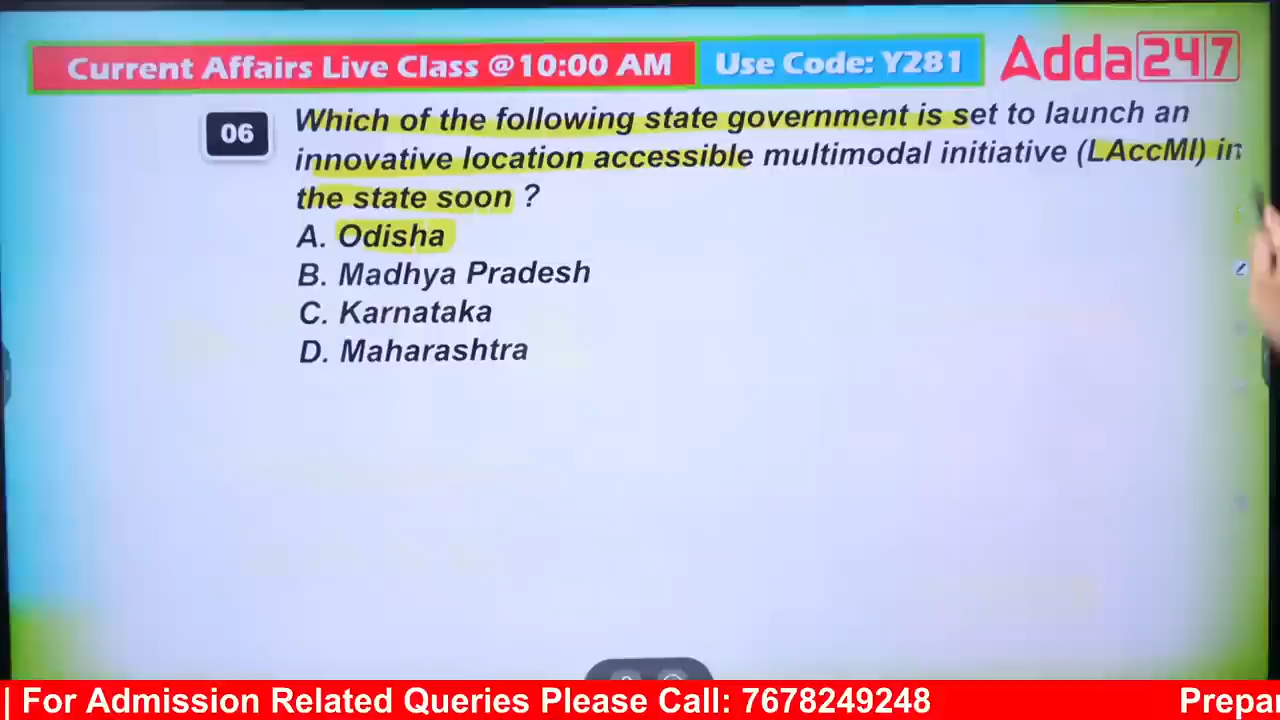 Current Affairs Live Class @10:00 AM
Use Code: Y281
Adda247
06
Which of the following state government is set to launch an
innovative location accessible multimodal initiative (LAccMI) in
the state soon ?
A. Odisha
B. Madhya Pradesh
C. Karnataka
D. Maharashtra
| For Admission Related Queries Please Call: 7678249248
Prepar